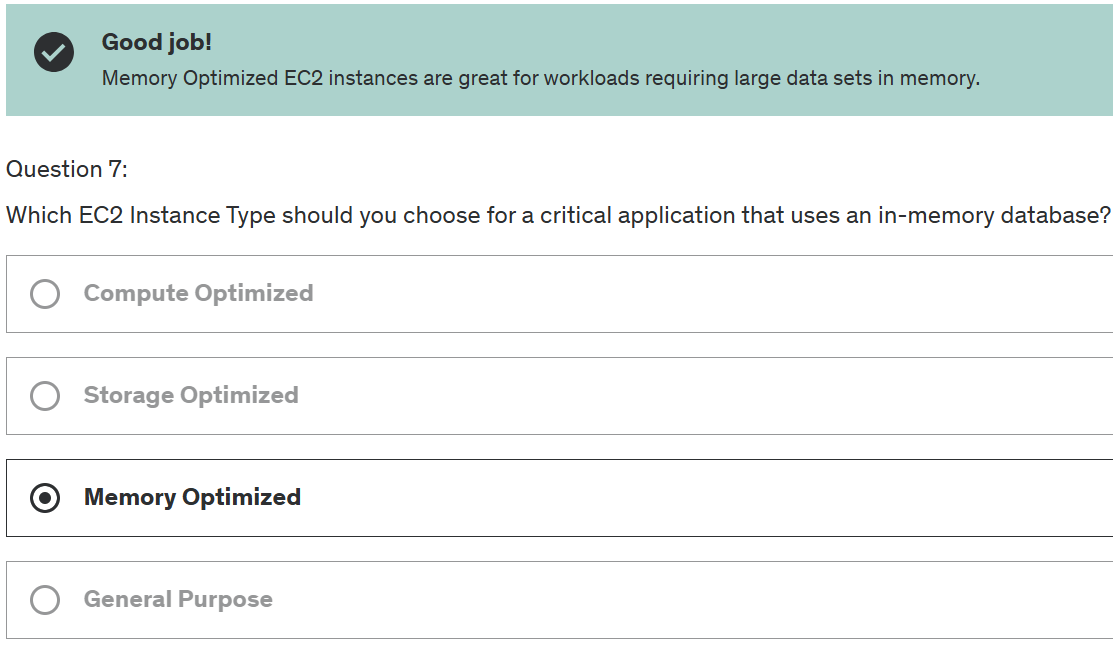 Good job!
Memory Optimized EC2 instances are great for workloads requiring large data sets in memory.
Question 7:
Which EC2 Instance Type should you choose for a critical application that uses an in-memory database?
Compute Optimized
Storage Optimized
Memory Optimized
General Purpose